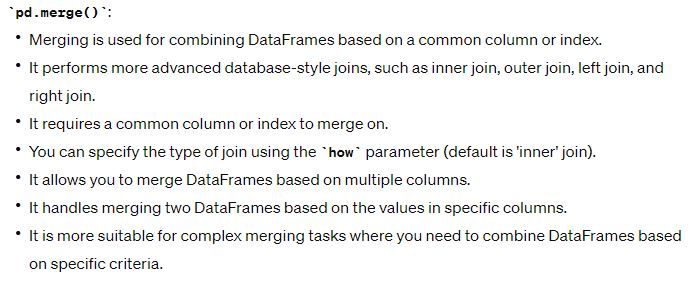 `pd.merge()`:
• Merging is used for combining DataFrames based on a common column or index.
• It performs more advanced database-style joins, such as inner join, outer join, left join, and
right join.
• It requires a common column or index to merge on.
• You can specify the type of join using the `how` parameter (default is 'inner' join).
• It allows you to merge DataFrames based on multiple columns.
• It handles merging two DataFrames based on the values in specific columns.
• It is more suitable for complex merging tasks where you need to combine DataFrames based
on specific criteria.